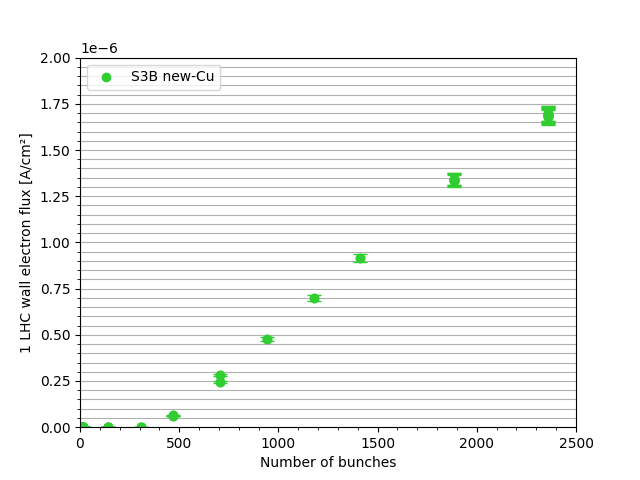 1e−6
2.00
1.75
1.50
1.25
1.00
0.75
0.50
0.25
0.00
0 500 1000 1500 2000 2500
S3B new-Cu
1 LHC wall electron flux [A/cm²]
Number of bunches